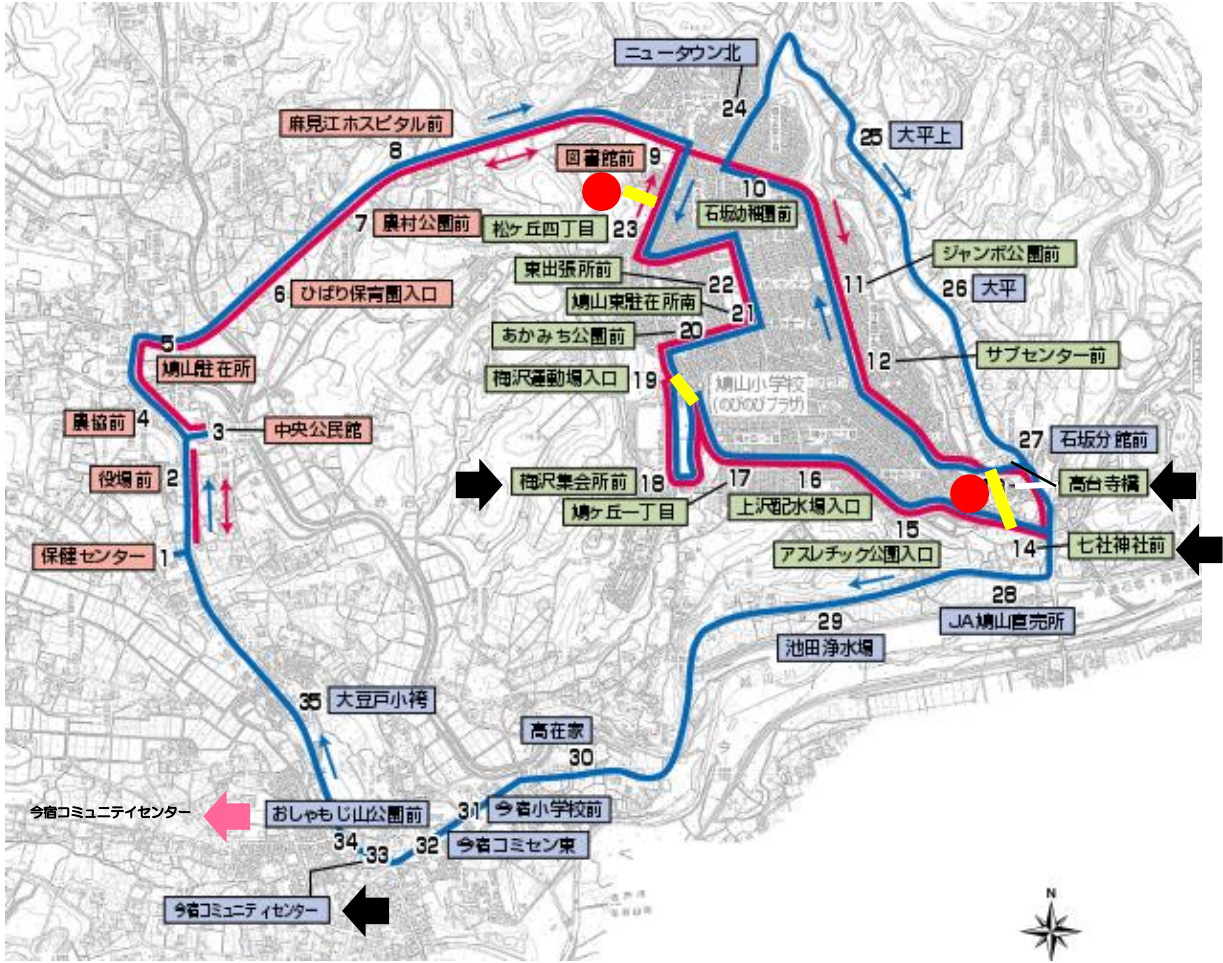 ニュータウン北
24
麻見江ホスピタル前
8
25
大平上
図書館前
9
10
石坂幼稚園前
7
農村公園前
松ヶ丘四丁目
23
東出張所前
22
ジャンボ公園前
11
6
ひばり保育園入口
鳩山東駐在所南
21
26
大平
あかみち公園前
20
サブセンター前
12
5
鳩山駐在所
梅沢運動場入口
19
鳩山小学校
(のびのびプラザ)
農協前
4
3
中央公民館
27
石坂分館前
役場前
2
梅沢集会所前
18
17
16
高台寺橋
鳩ヶ丘一丁目
上沢配水場入口
15
保健センター
1
アスレチック公園入口
14
七社神社前
28
JA鳩山直売所
29
池田浄水場
35
大豆戸小袴
高在家
30
今宿コミュニテイセンター
おしゃもじ山公園前
31
今宿小学校前
34
33
32
今宿コミセン東
今宿コミュニティセンター
N